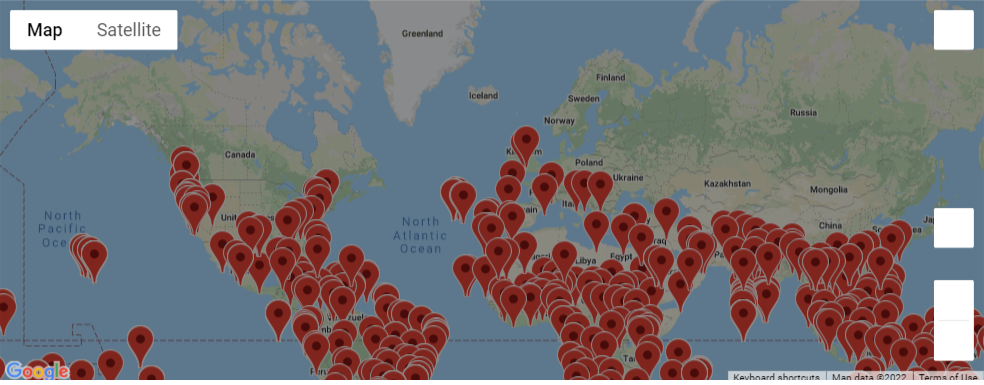 Map Satellite
Greenland
Finland
Iceland
Sweden
Norway
Russia
Canada
Poland
Ukraine
Kazakhstan
Mongolia
North
Pacific
Oce
North
Atlantic
Ocean
China
Libya
Egypt
Google
Keyboard shortcuts Map data ©2022 Terms of Use